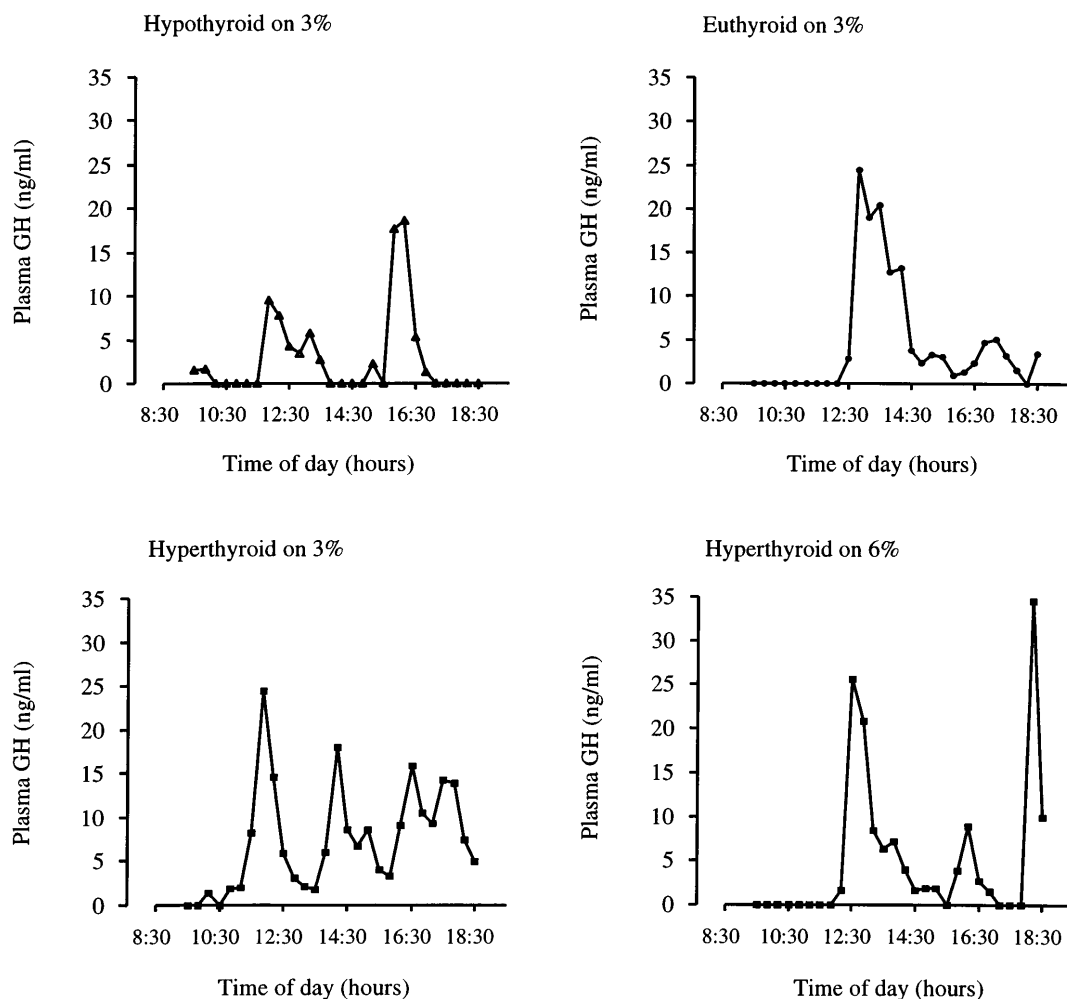 Hypothyroid on 3%
35
30
25
20
15
10
5
0
Plasma GH (ng/ml)
8:30 10:30 12:30 14:30 16:30 18:30
Time of day (hours)
Euthyroid on 3%
35
30
25
20
15
10
5
0
Plasma GH (ng/ml)
8:30 10:30 12:30 14:30 16:30 18:30
Time of day (hours)
Hyperthyroid on 3%
35
30
25
20
15
10
5
0
Plasma GH (ng/ml)
8:30 10:30 12:30 14:30 16:30 18:30
Time of day (hours)
Hyperthyroid on 6%
35
30
25
20
15
10
5
0
Plasma GH (ng/ml)
8:30 10:30 12:30 14:30 16:30 18:30
Time of day (hours)